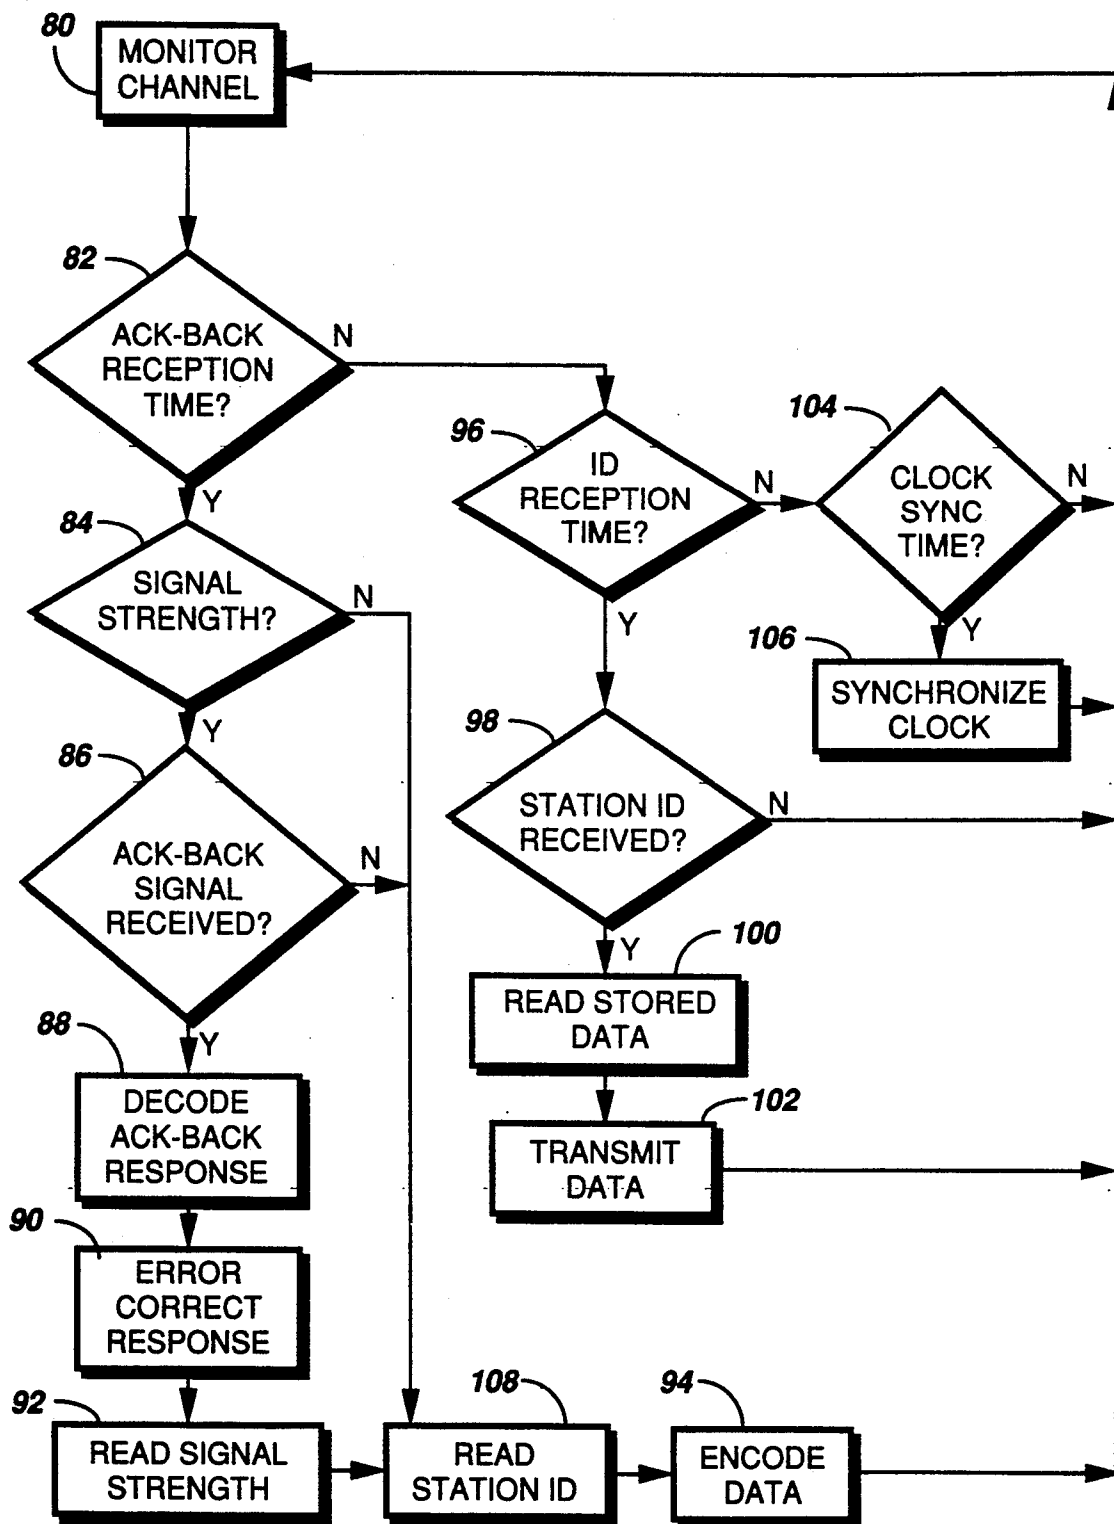 80
MONITOR
CHANNEL
82
ACK-BACK
RECEPTION
TIME?
N
Y
84
SIGNAL
STRENGTH?
N
Y
86
ACK-BACK
SIGNAL
RECEIVED?
N
Y
88
DECODE
ACK-BACK
RESPONSE
90
ERROR
CORRECT
RESPONSE
92
READ SIGNAL
STRENGTH
108
READ
STATION ID
94
ENCODE
DATA
96
ID
RECEPTION
TIME?
N
Y
98
STATION ID
RECEIVED?
N
Y
100
READ STORED
DATA
102
TRANSMIT
DATA
104
CLOCK
SYNC
TIME?
N
Y
106
SYNCHRONIZE
CLOCK